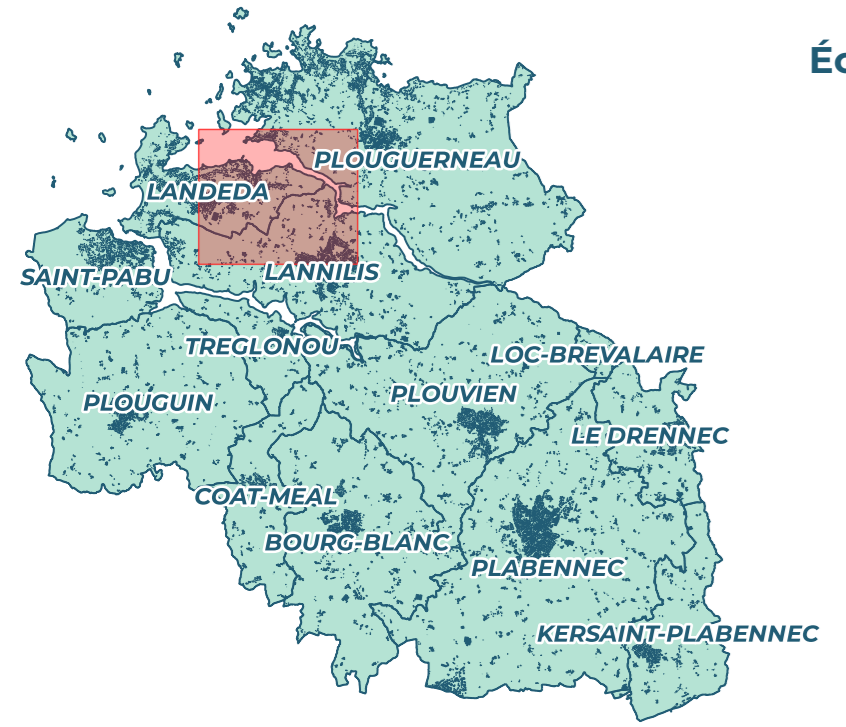 Éc
PLOUGUERNEAU
LANDEDA
LANNILIS
SAINT-PABU
TREGLONOU
LOC-BREVALAIRE
PLOUVIEN
PLOUGUIN
LE DRENNEC
COAT-MEAL
BOURG-BLANC
PLABENNEC
KERSAINT-PLABENNEC